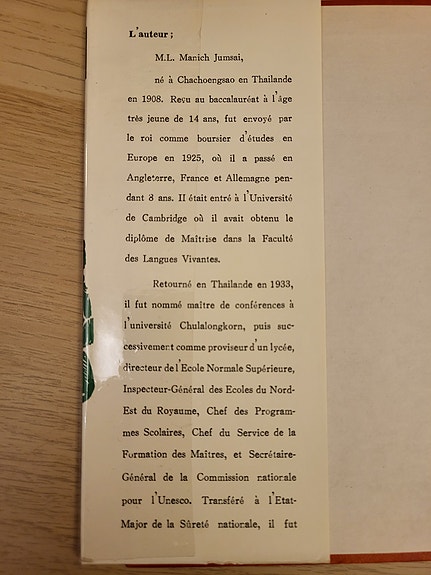 L'auteur ;
M.L. Manich Jumsai,
né à Chachoengsao en Thailande
en 1908. Reçu au baccalauréat à l'âge
très jeune de 14 ans, fut envoyé par
le roi comme boursier d'études en
Europe en 1925, où il a passé en
Angleterre, France et Allemagne pen-
dant 8 ans. Il était entré à l'Université
de Cambridge où il avait obtenu le
diplôme de Maîtrise dans la Faculté
des Langues Vivantes.
Retourné en Thailande en 1933,
il fut nommé maître de conférences à
l'université Chulalongkorn, puis suc-
cessivement comme proviseur d'un lycée,
directeur de l'Ecole Normale Supérieure,
Inspecteur-Général des Ecoles du Nord-
Est du Royaume, Chef des Program-
mes Scolaires, Chef du Service de la
Formation des Maîtres, et Secrétaire-
Général de la Commission nationale
pour l'Unesco. Transféré à l'Etat-
Major de la Sûreté nationale, il fut